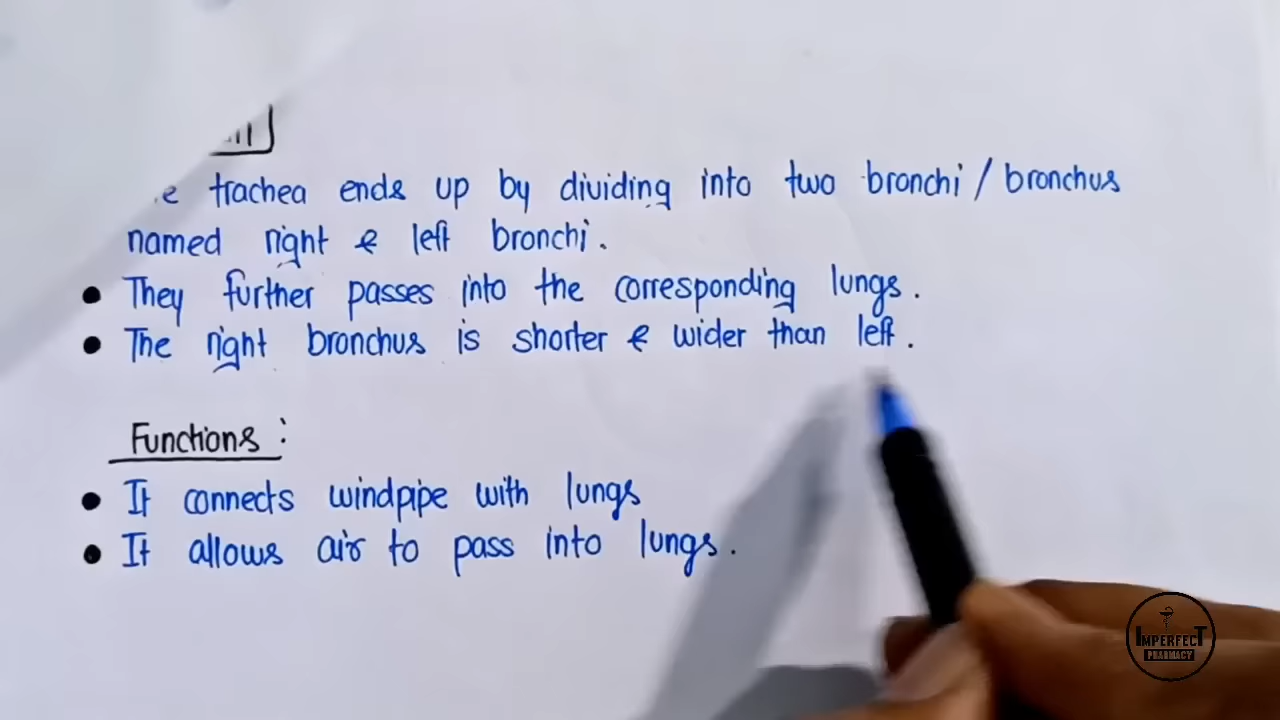 trachea ends up by dividing into two bronchi / bronchus
named right & left bronchi.
• They further passes into the corresponding lungs.
• The right bronchus is shorter & wider than left.
Functions :
• It connects windpipe with lungs
• It allows air to pass into lungs.
IMPERFECT
PHARMACY